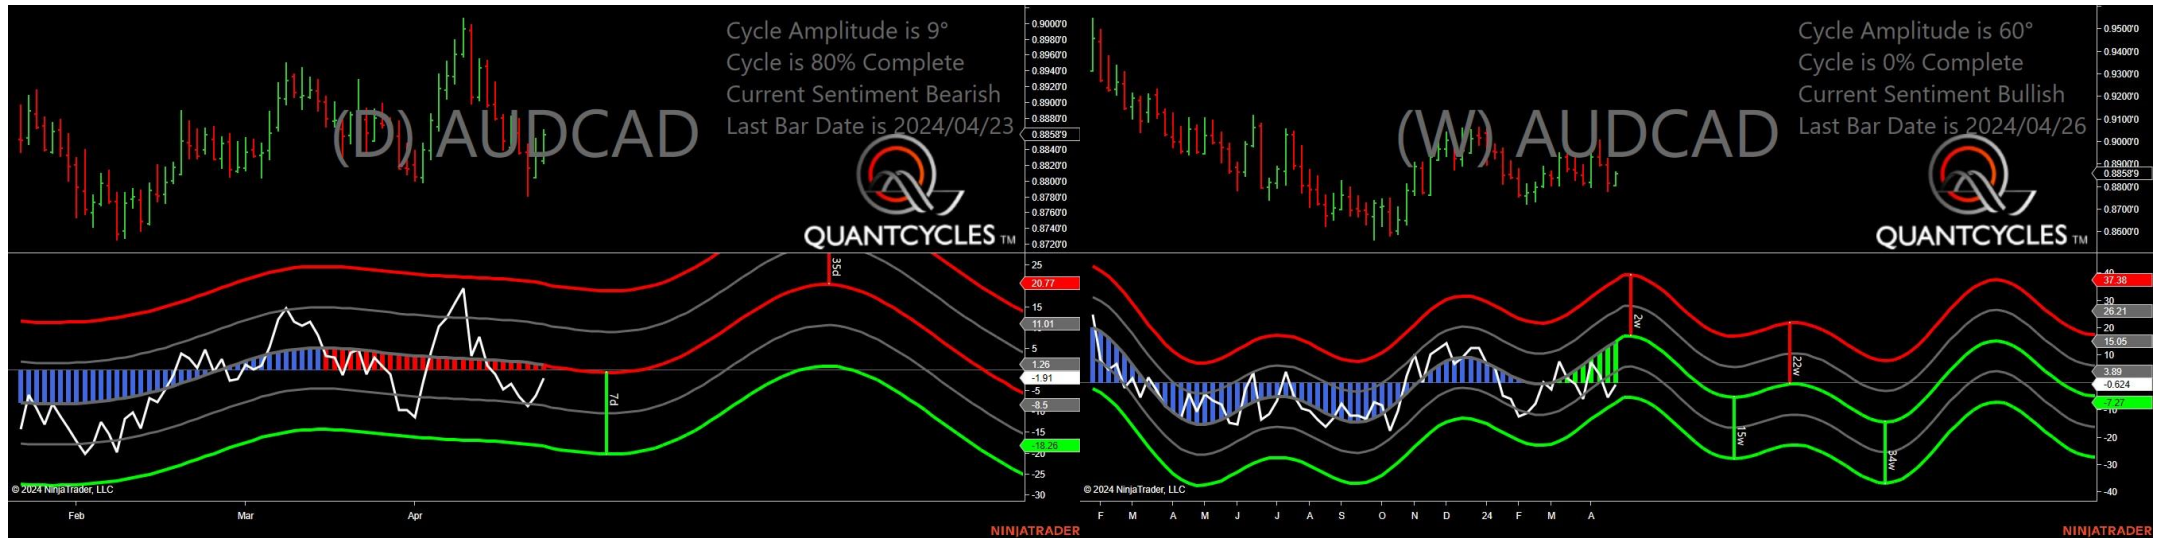 Cycle Amplitude is 9°
Cycle is 80% Complete
Current Sentiment Bearish
Last Bar Date is 2024/04/23
(D) AUDCAD
QUANTCYCLES TM
0.9000'0
0.8980'0
0.8960'0
0.8940'0
0.8920'0
0.8900'0
0.8880'0
0.8858'9
0.8840'0
0.8820'0
0.8800'0
0.8780'0
0.8760'0
0.8740'0
0.8720'0
35d
7d
25
20.77
15
11.01
5
1.26
-1.91
-5
-8.5
-10
-15
-18.26
-20
-25
-30
© 2024 NinjaTrader, LLC
Feb
Mar
Apr
NINJATRADER
Cycle Amplitude is 60°
Cycle is 0% Complete
Current Sentiment Bullish
Last Bar Date is 2024/04/26
(W) AUDCAD
QUANTCYCLES TM
0.9500'0
0.9400'0
0.9300'0
0.9200'0
0.9100'0
0.9000'0
0.8900'0
0.8858'9
0.8800'0
0.8700'0
0.8600'0
2w
22w
15w
34w
40
37.38
30
26.21
20
15.05
10
3.89
-0.624
-7.27
-10
-20
-30
-40
© 2024 NinjaTrader, LLC
F
M
A
M
J
J
A
S
O
N
D
24
F
M
A
NINJATRADER